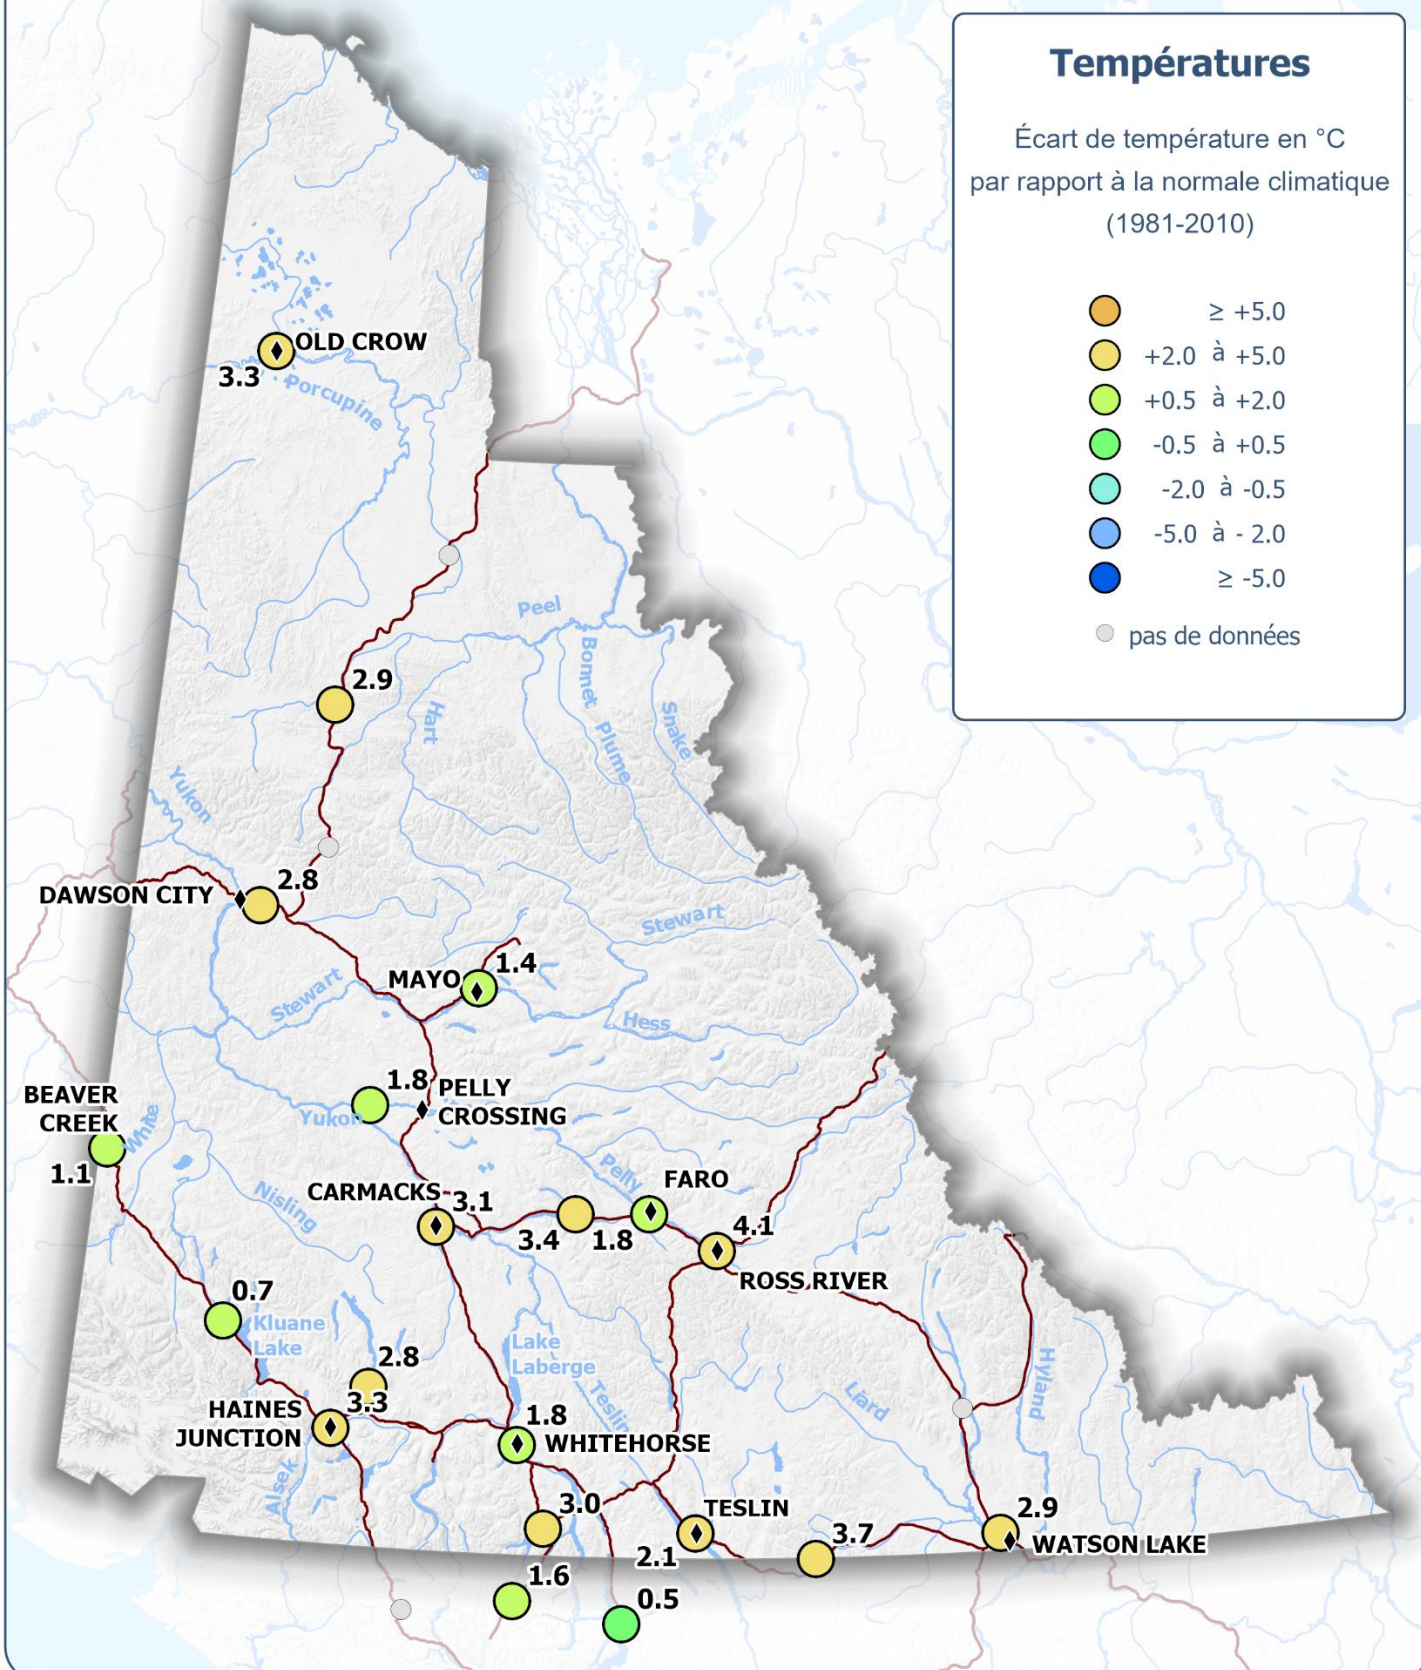 Températures
Écart de température en °C
par rapport à la normale climatique
(1981-2010)
≥ +5.0
+2.0 à +5.0
+0.5 à +2.0
-0.5 à +0.5
-2.0 à -0.5
-5.0 à - 2.0
≥ -5.0
pas de données
OLD CROW
3.3
Porcupine
Peel
Bonnet Plume
Snake
Hart
2.9
Yukon
2.8
DAWSON CITY
Stewart
1.4
MAYO
Stewart
Hess
BEAVER
CREEK
1.1
White
1.8
PELLY
CROSSING
Yukon
Pelly
FARO
Nisling
CARMACKS
3.1
3.4
1.8
4.1
ROSS RIVER
0.7
Kluane
Lake
Lake
Laberge
2.8
3.3
HAINES
JUNCTION
Teslin
Liard
Hyland
1.8
WHITEHORSE
Alsek
3.0
TESLIN
2.1
3.7
2.9
WATSON LAKE
1.6
0.5